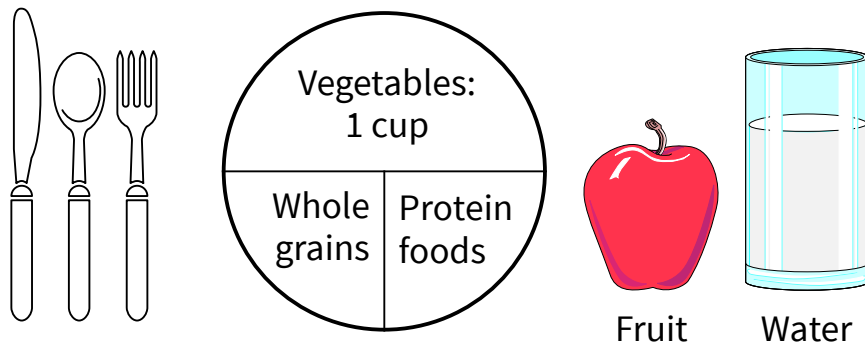 Vegetables:
1 cup
Whole
grains
Protein
foods
Fruit
Water